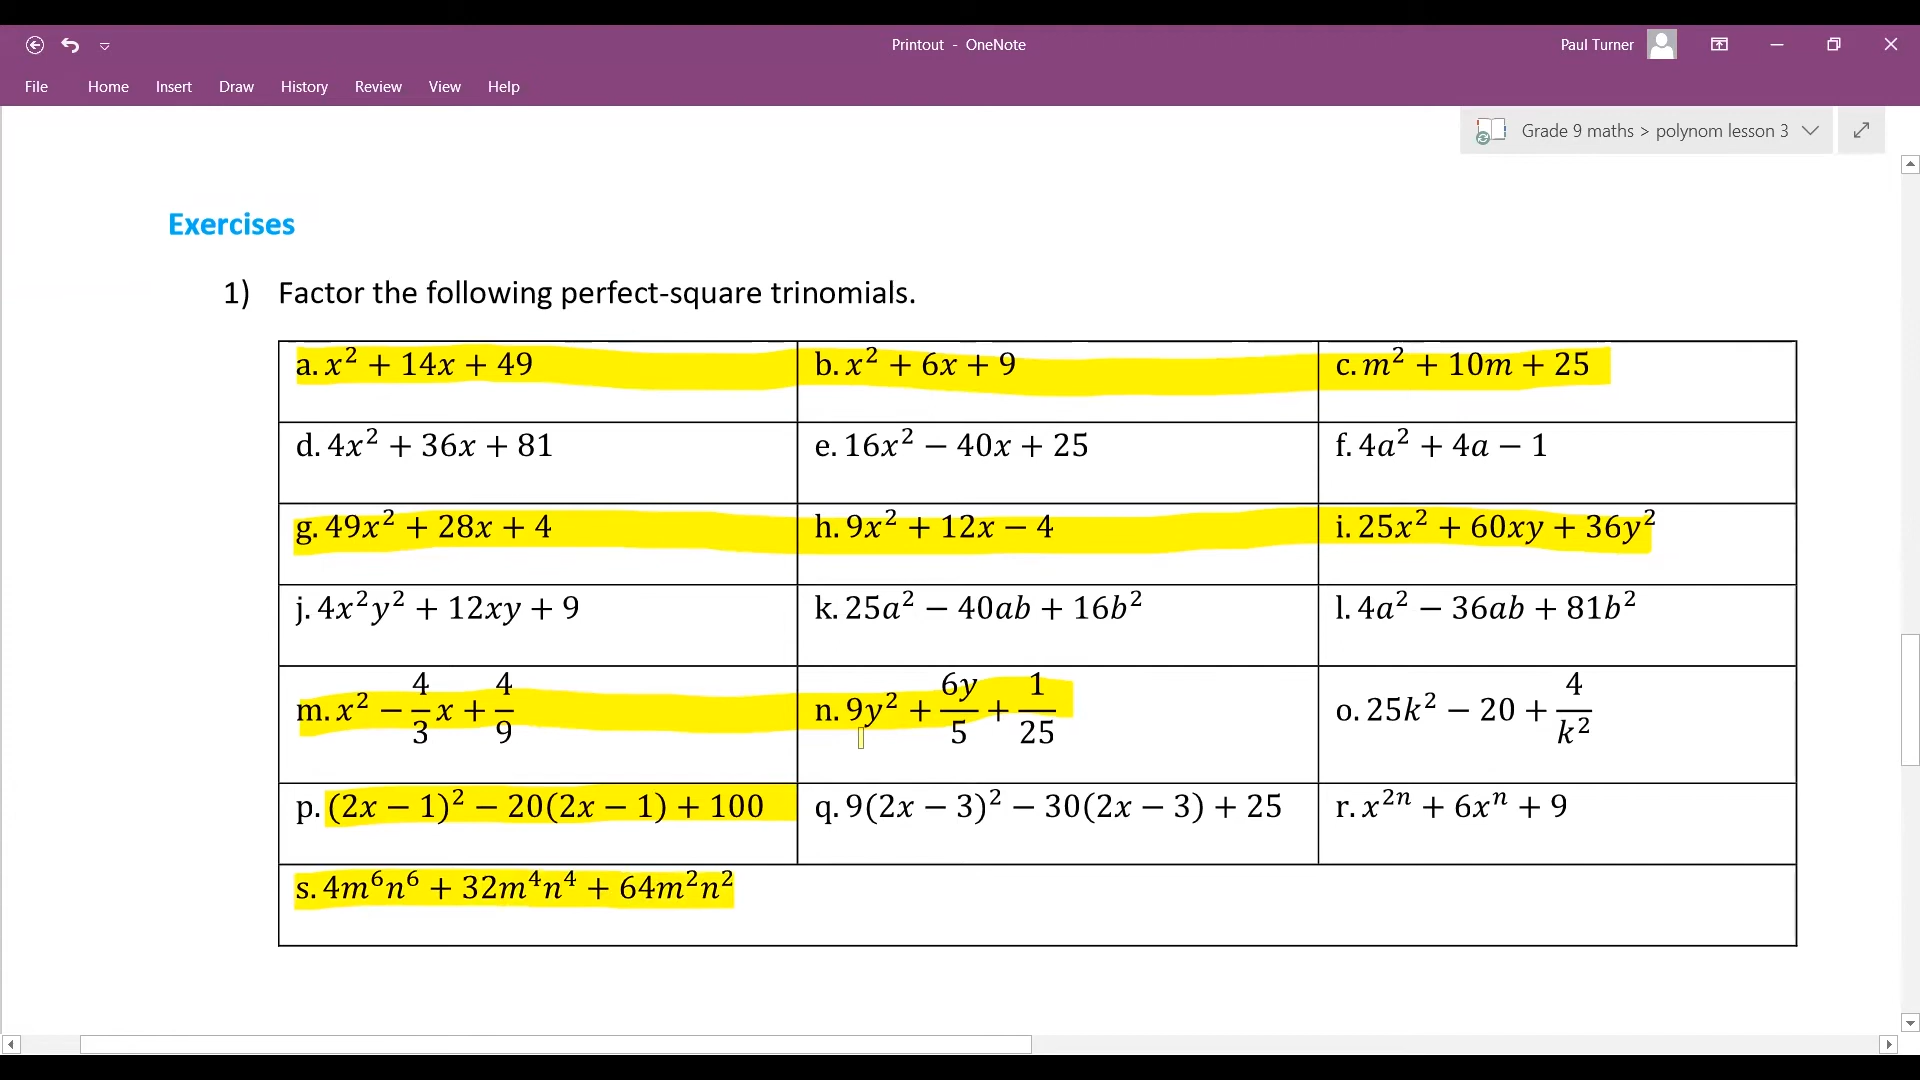 Printout - OneNote
Paul Turner
File Home Insert Draw History Review View Help
Grade 9 maths > polynom lesson 3
Exercises
1) Factor the following perfect-square trinomials.
a. x² + 14x + 49 b. x² + 6x + 9 c. m² + 10m + 25
d. 4x² + 36x + 81 e. 16x² − 40x + 25 f. 4a² + 4a − 1
g. 49x² + 28x + 4 h. 9x² + 12x − 4 i. 25x² + 60xy + 36y²
j. 4x²y² + 12xy + 9 k. 25a² − 40ab + 16b² l. 4a² − 36ab + 81b²
m. x² − 4/3 x + 4/9 n. 9y² + 6y/5 + 1/25 o. 25k² − 20 + 4/k²
p. (2x − 1)² − 20(2x − 1) + 100 q. 9(2x − 3)² − 30(2x − 3) + 25 r. x²ⁿ + 6xⁿ + 9
s. 4m⁶n⁶ + 32m⁴n⁴ + 64m²n²